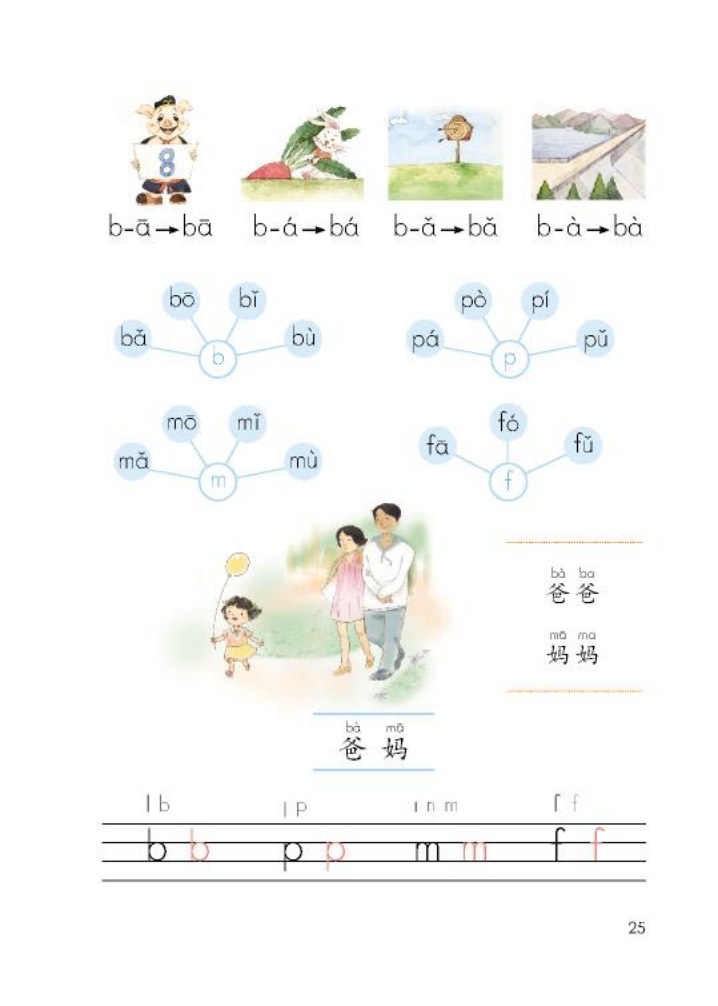 8
b-ā→bā b-á→bá b-ǎ→bǎ b-à→bà
bō bǐ pò pí
bǎ bù pá pǔ
b p
mō mǐ fó
mǎ mù fā fǔ
m f
bà ba
爸爸
mā ma
妈妈
bà mā
爸 妈
l b ı p ı n m ſ f
b b p p m m f f
25